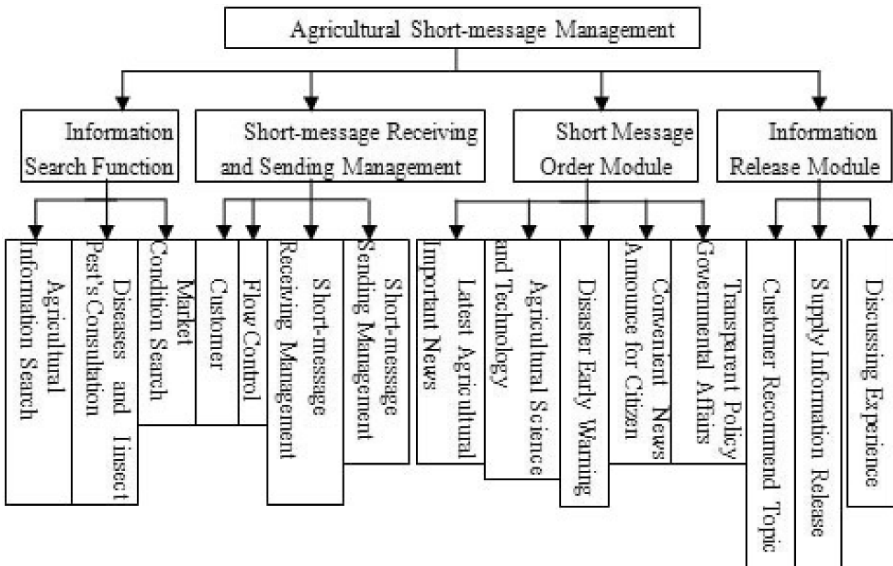 Agricultural Short-message Management
Information
Search Function
Short-message Receiving
and Sending Management
Short Message
Order Module
Information
Release Module
Agricultural
Information Search
Diseases and Iinsect
Pest's Consultation
Market
Condition Search
Customer
Flow Control
Short-message
Receiving Management
Short-message
Sending Management
Latest Agricultural
Important News
Agricultural Science
and Technology
Disaster Early Warning
Convenient News
Announce for Citizen
Transparent Policy
Governmental Affairs
Customer Recommend Topic
Supply Information Release
Discussing Experience